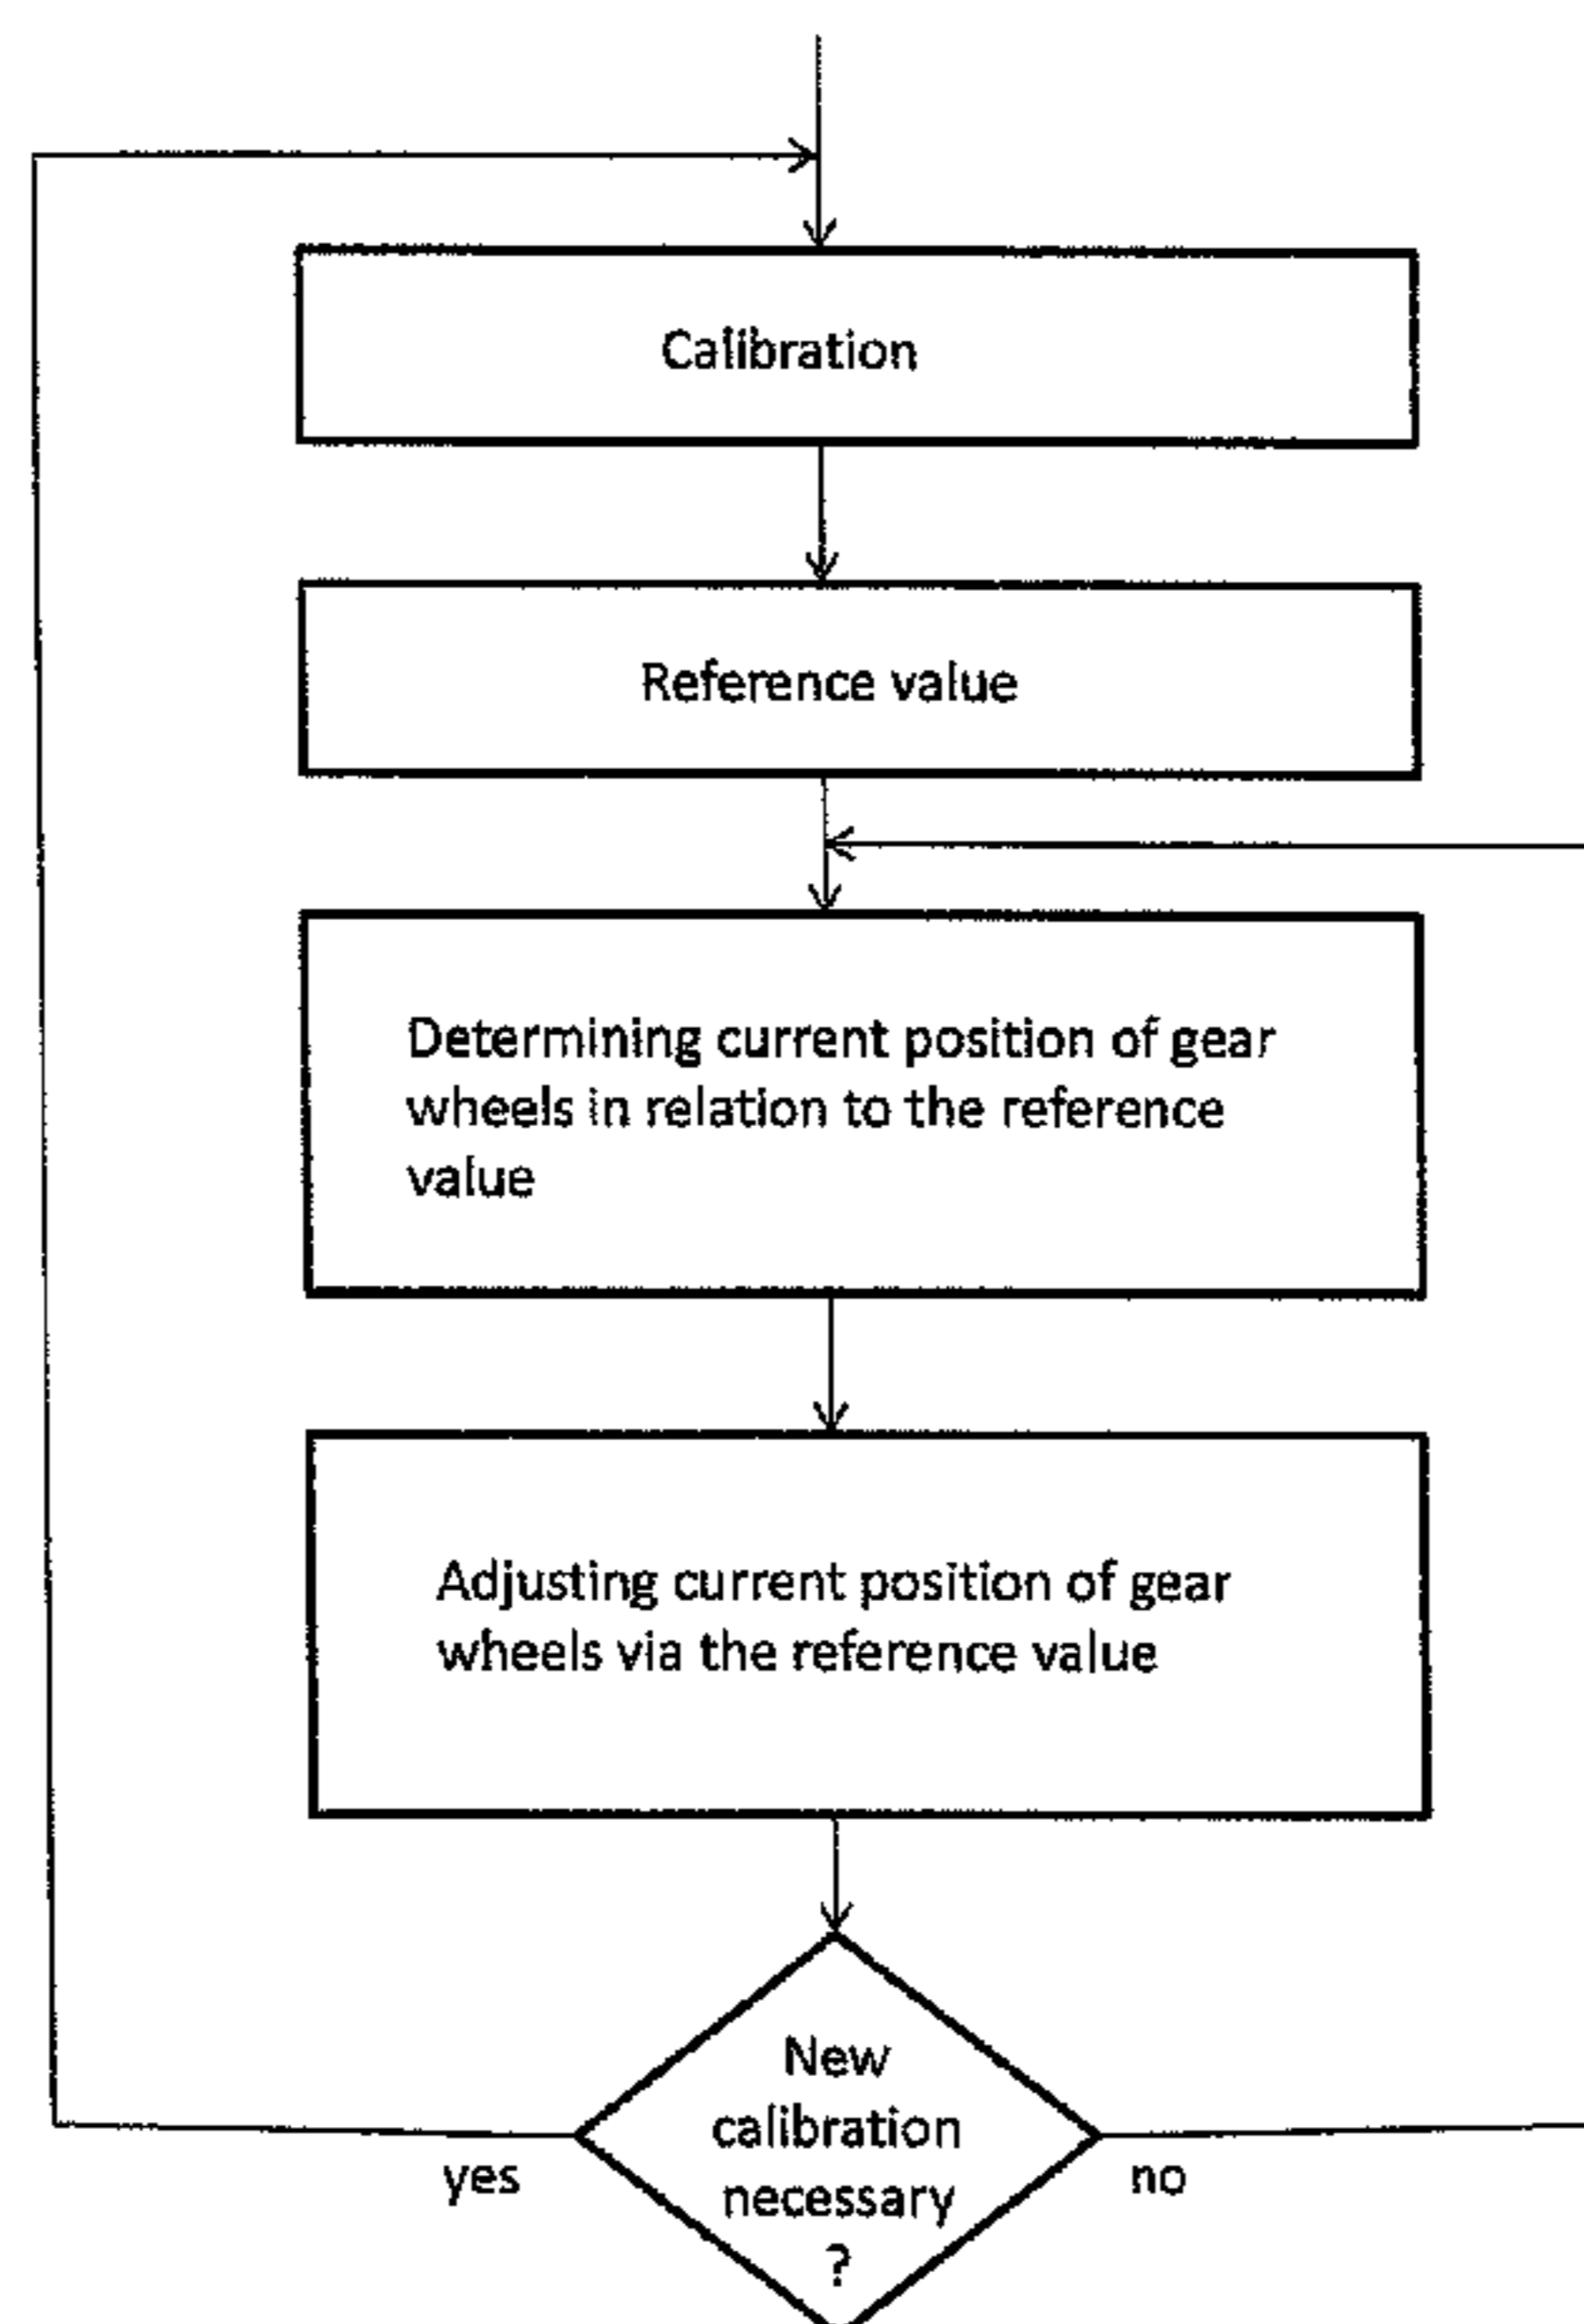 Calibration
Reference value
Determining current position of gear
wheels in relation to the reference
value
Adjusting current position of gear
wheels via the reference value
New
calibration
necessary
?
yes
no